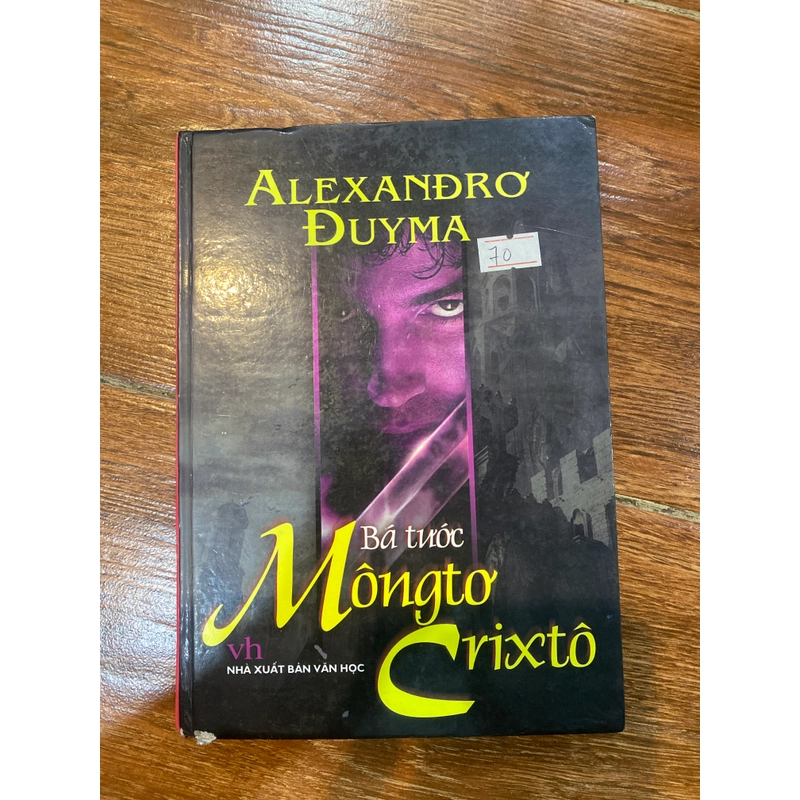 ALEXANĐRƠ
ĐUYMA
70
Bá tước
Môngtơ
Crixtô
vh
NHÀ XUẤT BẢN VĂN HỌC